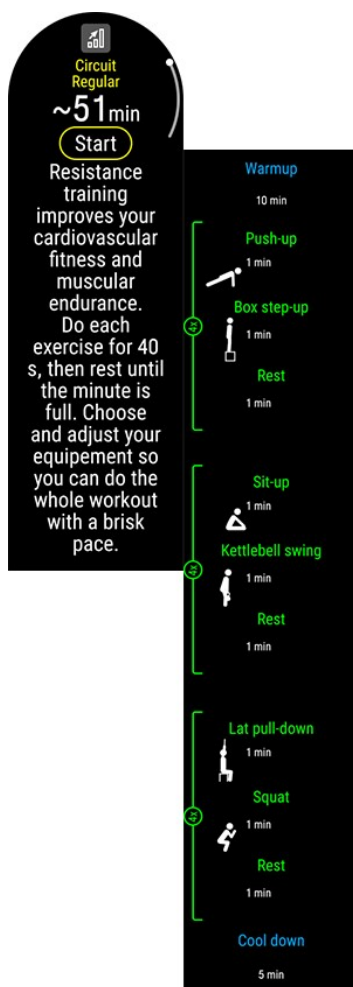 Circuit
Regular
~51min
Start
Resistance
training
improves your
cardiovascular
fitness and
muscular
endurance.
Do each
exercise for 40
s, then rest until
the minute is
full. Choose
and adjust your
equipement so
you can do the
whole workout
with a brisk
pace.
Warmup
10 min
4x
Push-up
1 min
Box step-up
1 min
Rest
1 min
4x
Sit-up
1 min
Kettlebell swing
1 min
Rest
1 min
4x
Lat pull-down
1 min
Squat
1 min
Rest
1 min
Cool down
5 min